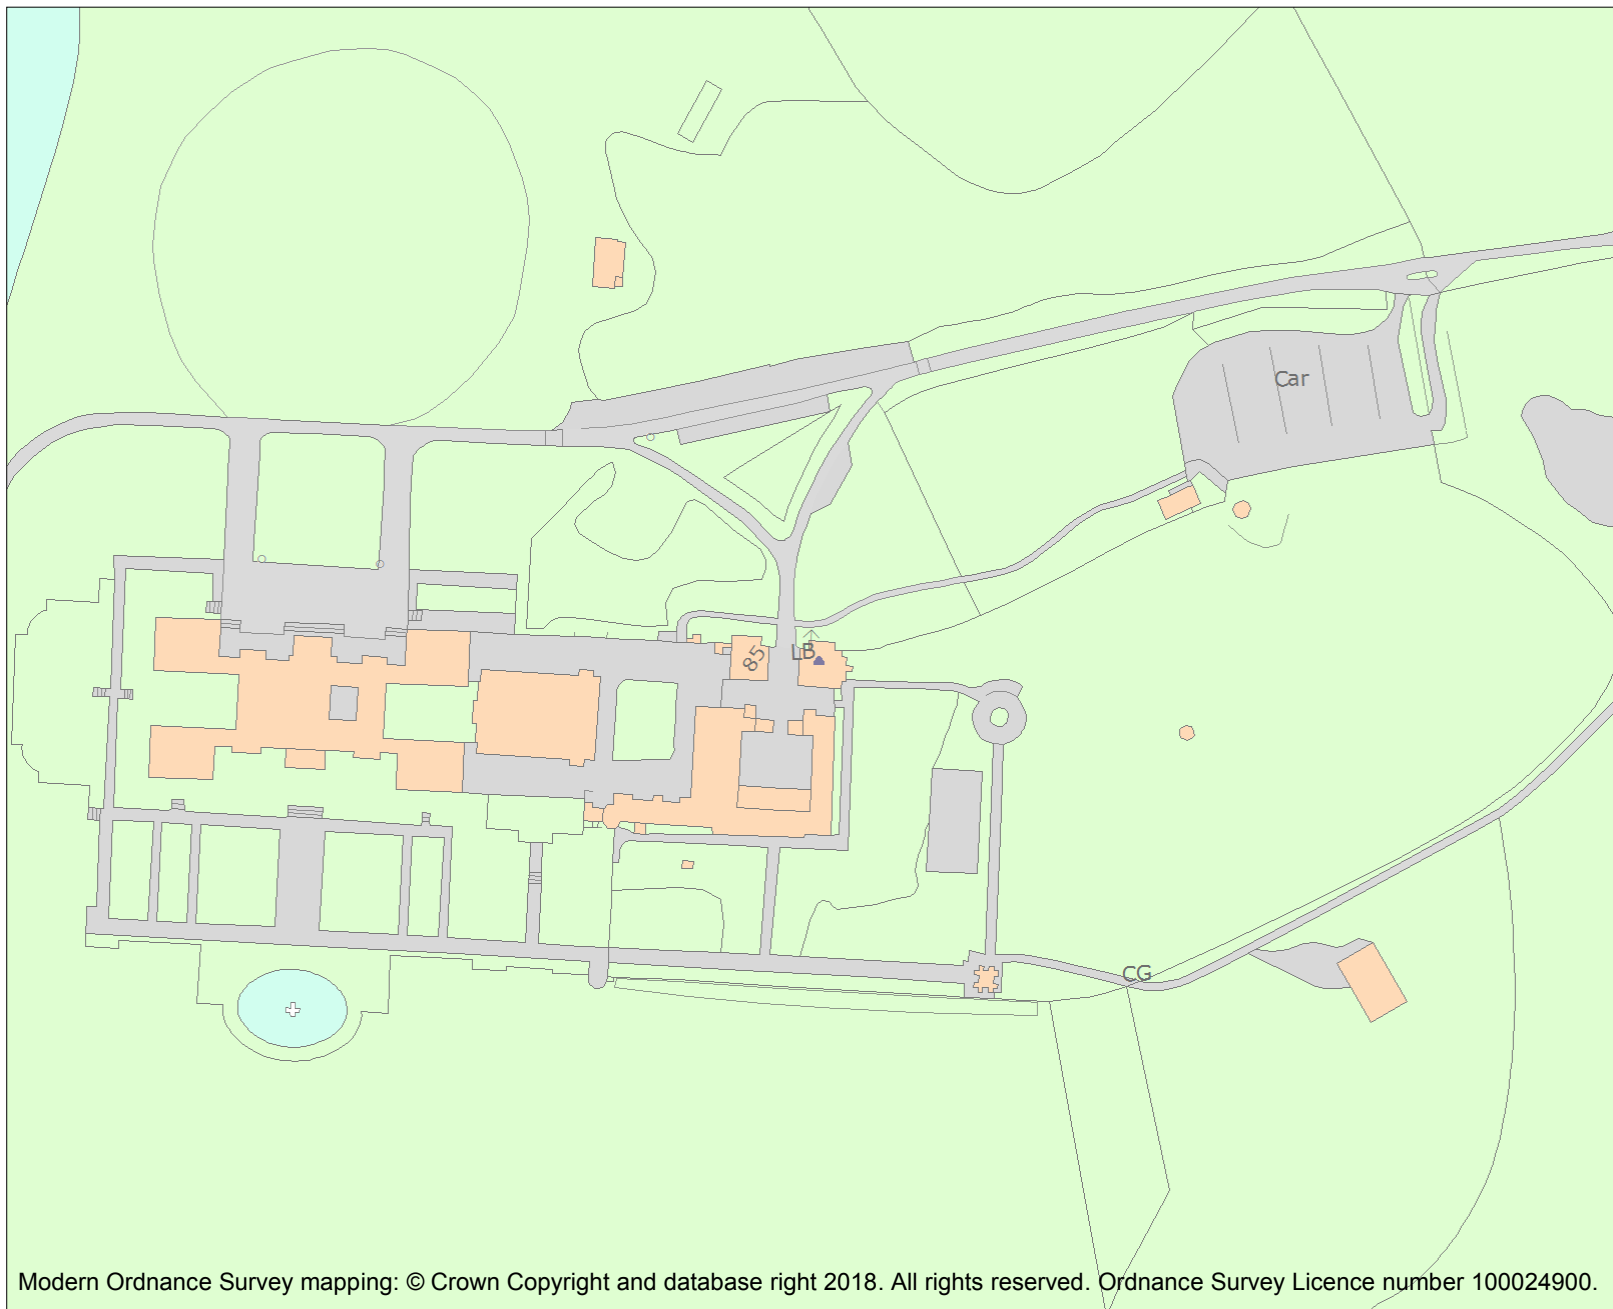 Car
85
LB
CG
Modern Ordnance Survey mapping: © Crown Copyright and database right 2018. All rights reserved. Ordnance Survey Licence number 100024900.